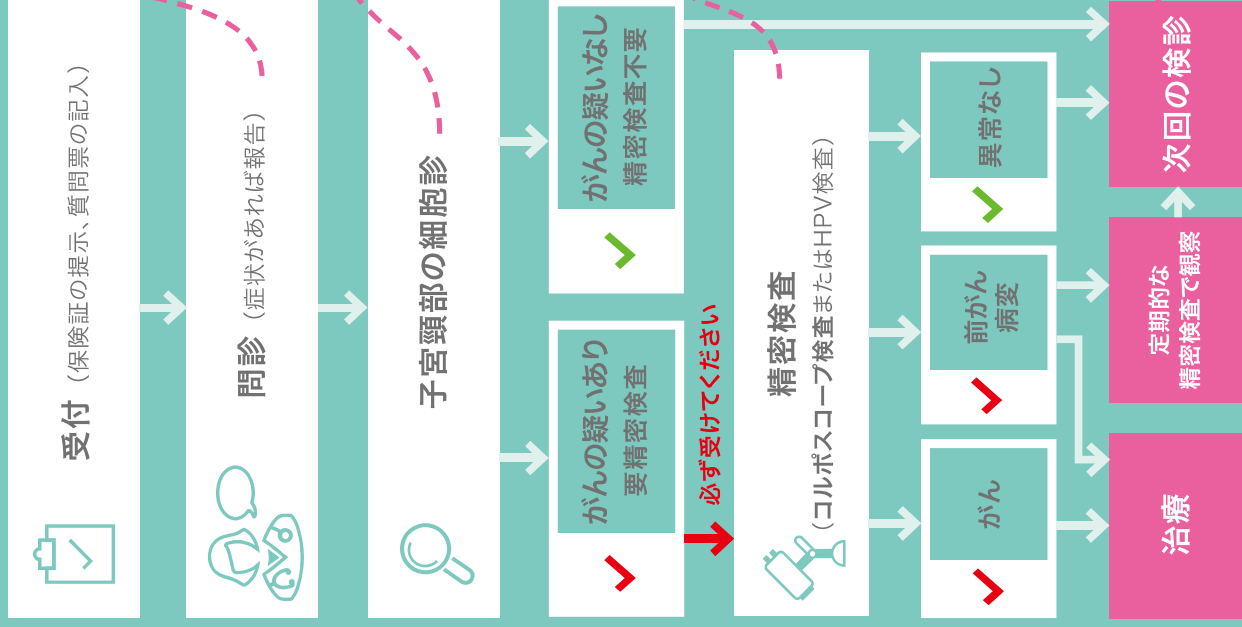 受付（保険証の提示、質問票の記入）
問診（症状があれば報告）
子宮頸部の細胞診
がんの疑いあり
要精密検査
がんの疑いなし
精密検査不要
必ず受けてください
精密検査
（コルポスコープ検査またはHPV検査）
がん
前がん
病変
異常なし
治療
定期的な
精密検査で観察
次回の検診